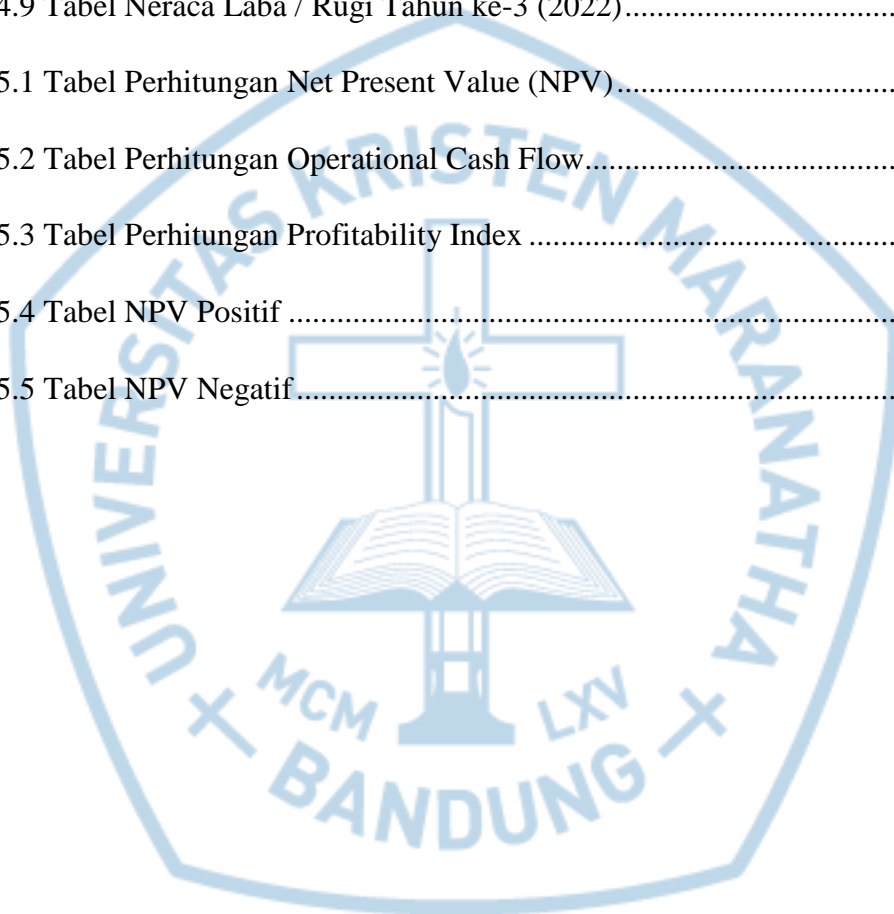 4.9 Tabel Neraca Laba / Rugi Tahun ke-3 (2022)..........................
5.1 Tabel Perhitungan Net Present Value (NPV)..........................
5.2 Tabel Perhitungan Operational Cash Flow..........................
5.3 Tabel Perhitungan Profitability Index ..........................
5.4 Tabel NPV Positif ..........................
5.5 Tabel NPV Negatif..........................
UNIVERSITAS KRISTEN MARANATHA
MCM LXV
BANDUNG